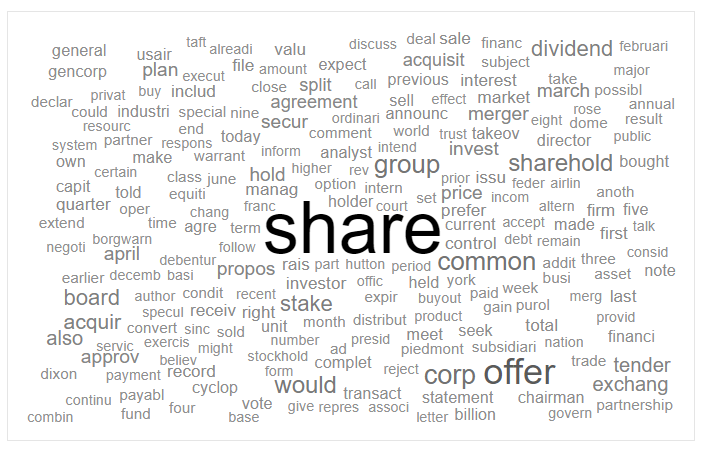 taft discuss deal sale financ
general usair alreadi valu dividend februari
gencorp plan file amount expect acquisit subject major
execut close split call previous interest take
declar privat buy includ agreement sell effect market march possibl annual
could industri special nine secur ordinari announc merger eight rose dome result
resourc end today comment world trust takeov director public
system partner respons inform analyst intend invest
own make warrant hold higher rev group sharehold bought
certain class june manag option intern prior issu feder airlin
capit told equiti holder price incom anoth
quarter oper chang franc share court set prefer altern firm five
extend time agre term current accept made first talk
negoti borgwarn follow control debt remain
april debentur rais part hutton period common addit three consid
earlier decemb basi propos investor offic held york busi asset note
board author condit recent stake expir buyout paid week merg last
specul receiv right gain purol provid
acquir convert sinc sold unit month distribut product total
also servic exercis number presid meet seek nation financi
approv believ might stockhold ad complet piedmont subsidiari trade
dixon payment record form reject corp offer tender
cyclop would transact exchang
continu payabl vote give repres associ statement chairman partnership
combin fund four base letter billion govern